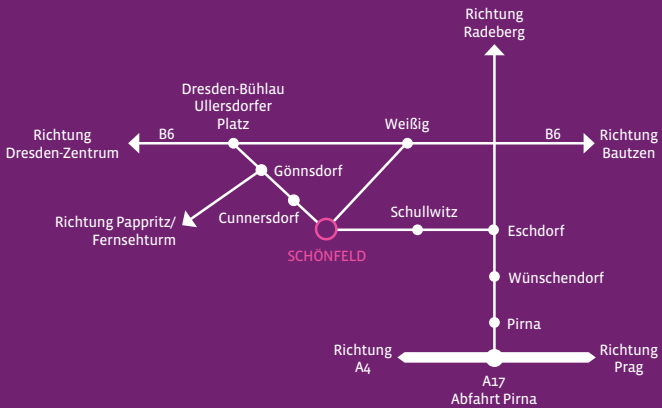 Richtung
Radeberg
Dresden-Bühlau
Ullersdorfer
Platz
Weißig
Richtung
Dresden-Zentrum
B6
B6
Richtung
Bautzen
Gönnsdorf
Cunnersdorf
Richtung Pappritz/
Fernsehturm
Schullwitz
Eschdorf
SCHÖNFELD
Wünschendorf
Pirna
Richtung
A4
Richtung
Prag
A17
Abfahrt Pirna